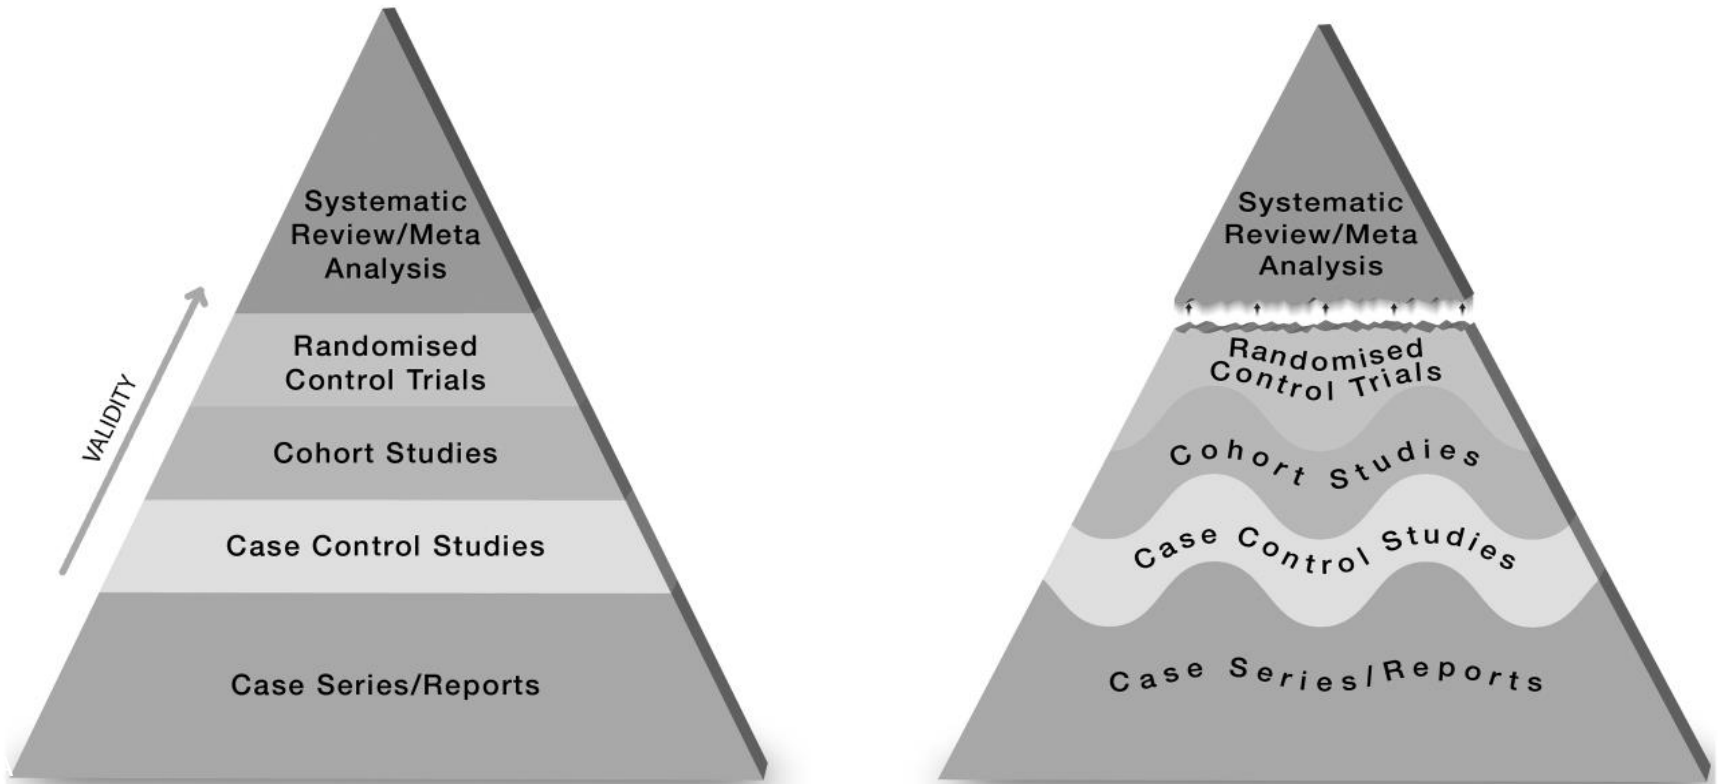 Systematic
Review/Meta
Analysis
Randomised
Control Trials
Cohort Studies
Case Control Studies
Case Series/Reports
VALIDITY
Systematic
Review/Meta
Analysis
Randomised
Control Trials
Cohort Studies
Case Control Studies
Case Series/Reports